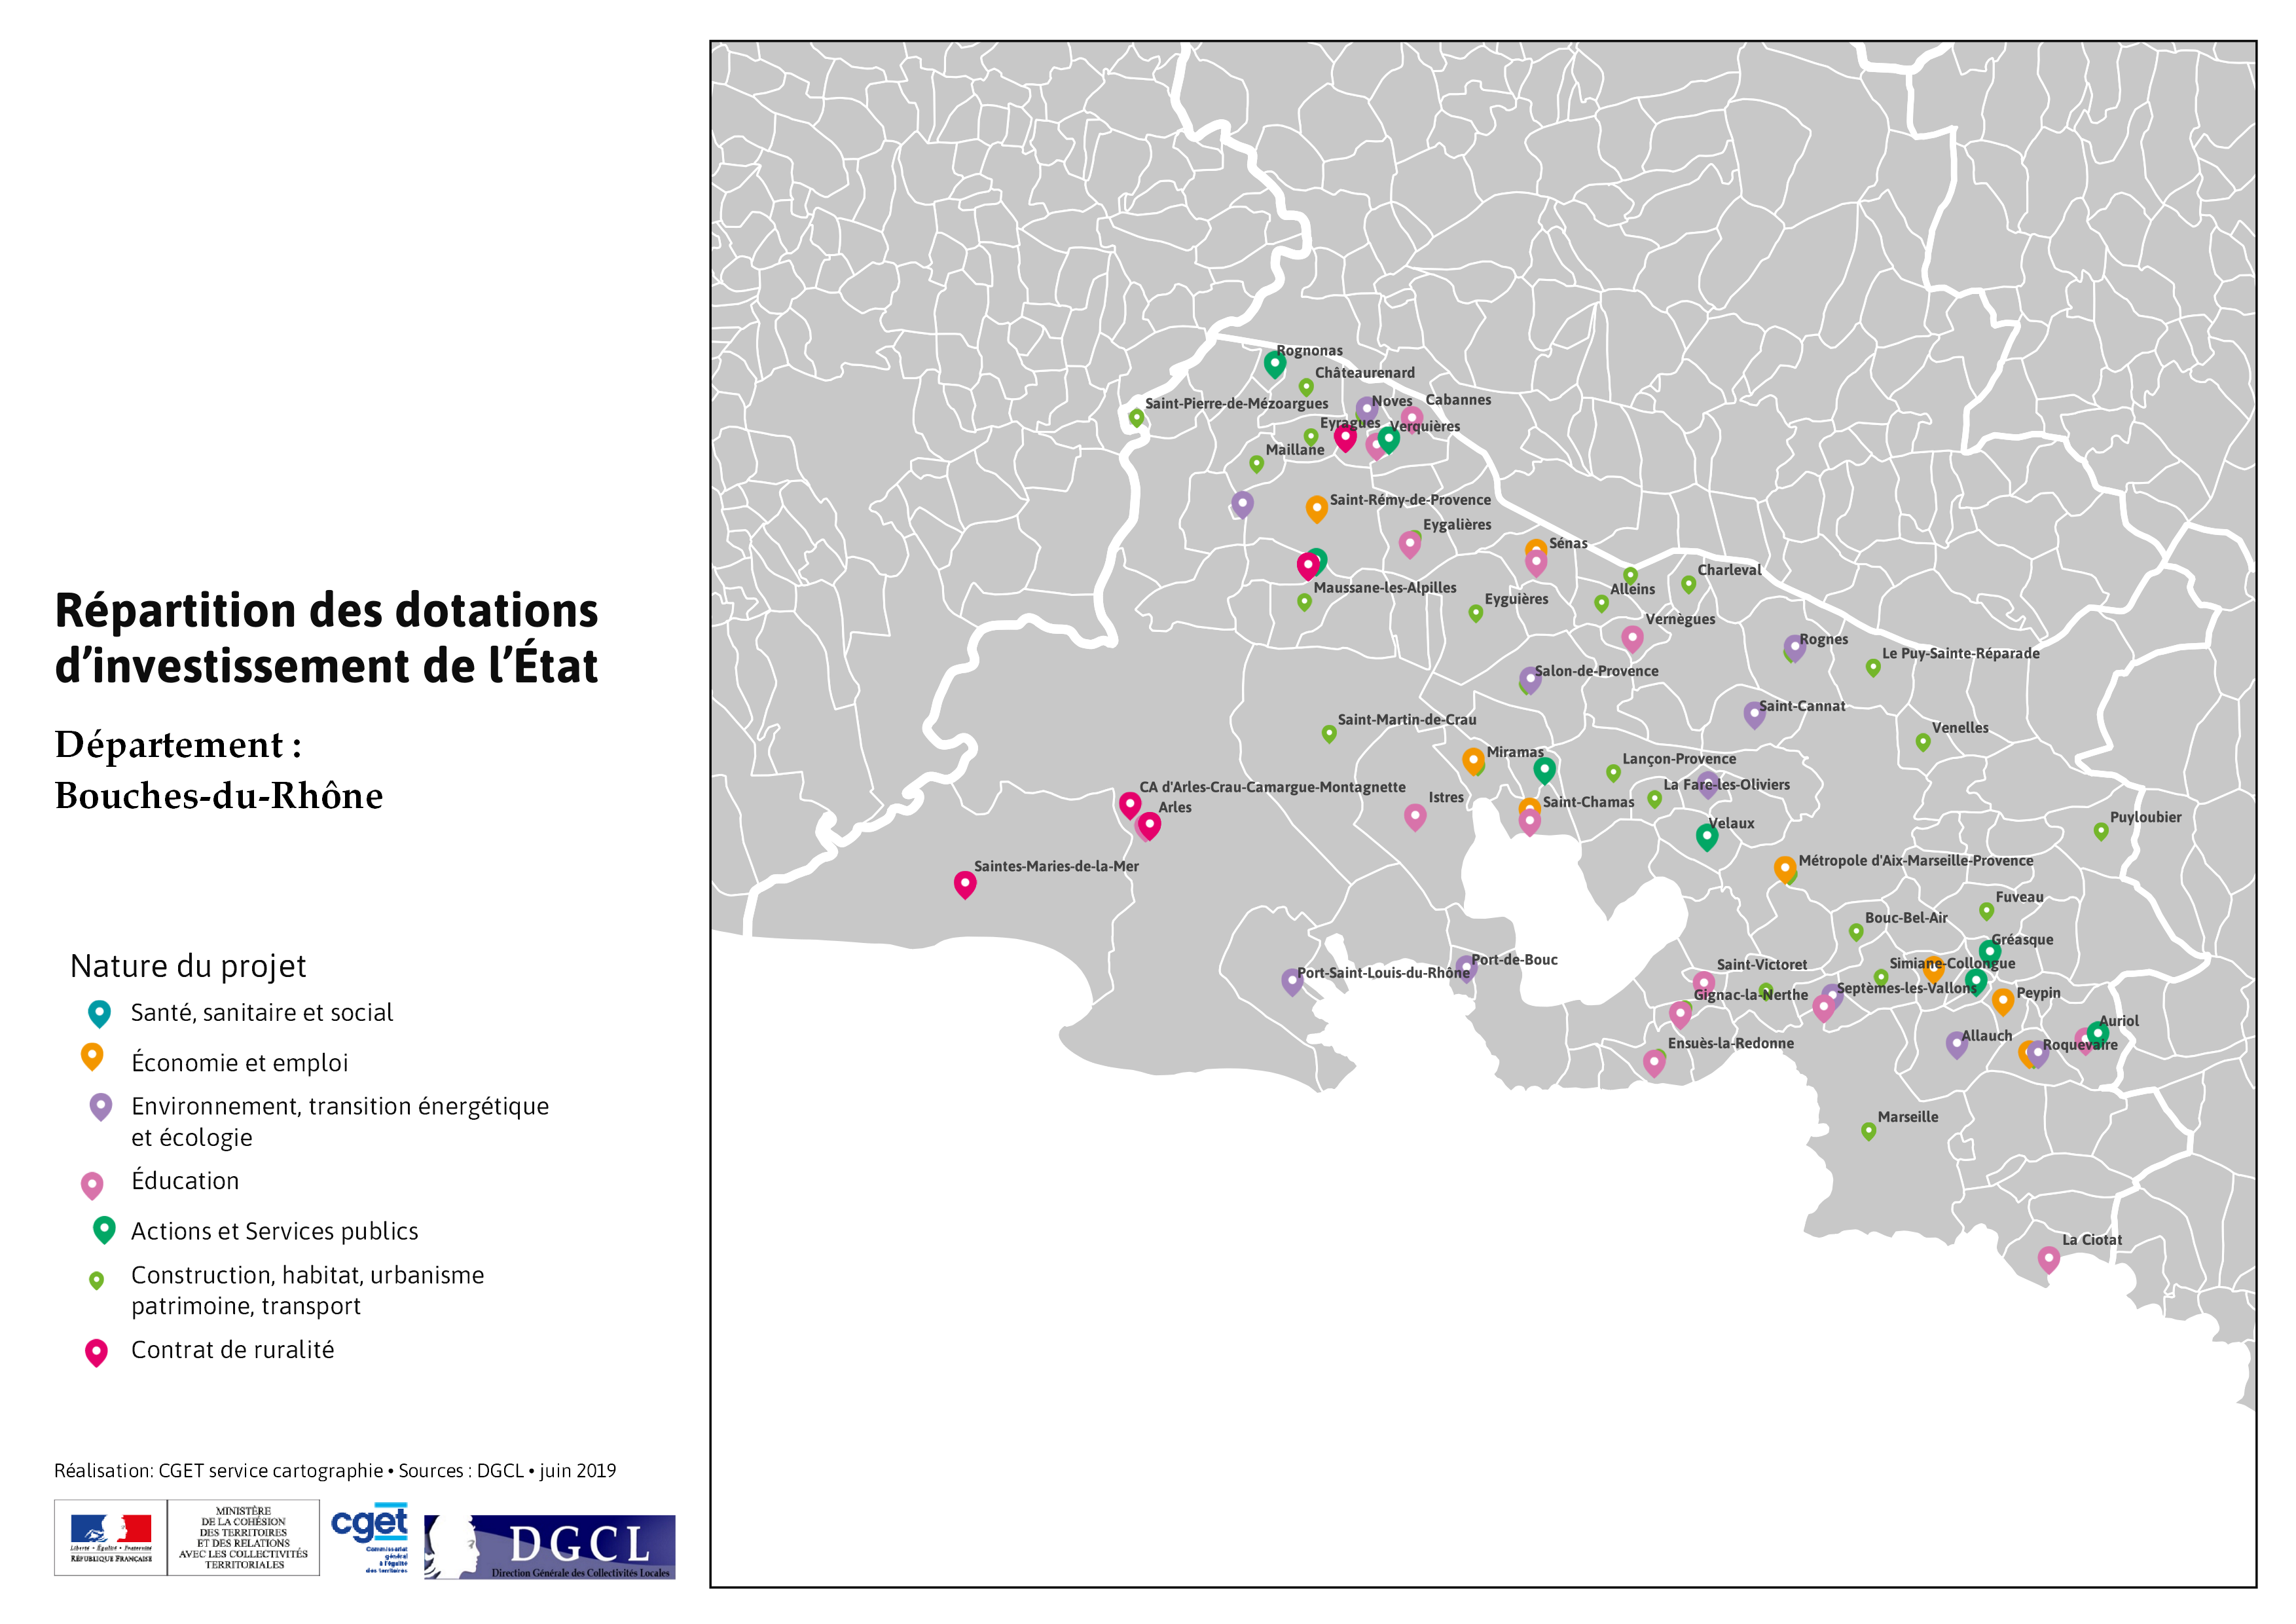 Répartition des dotations
d’investissement de l’État
Département :
Bouches-du-Rhône
Nature du projet
Santé, sanitaire et social
Économie et emploi
Environnement, transition énergétique
et écologie
Éducation
Actions et Services publics
Construction, habitat, urbanisme
patrimoine, transport
Contrat de ruralité
Réalisation: CGET service cartographie • Sources : DGCL • juin 2019
Liberté • Égalité • Fraternité
RÉPUBLIQUE FRANÇAISE
MINISTÈRE
DE LA COHÉSION
DES TERRITOIRES
ET DES RELATIONS
AVEC LES COLLECTIVITÉS
TERRITORIALES
cget
Commissariat
général
à l'égalité
des territoires
DGCL
Direction Générale des Collectivités Locales
Rognonas
Châteaurenard
Saint-Pierre-de-Mézoargues
Noves
Cabannes
Eyragues
Verquières
Maillane
Saint-Rémy-de-Provence
Eygalières
Sénas
Charleval
Maussane-les-Alpilles
Alleins
Eyguières
Vernègues
Rognes
Le Puy-Sainte-Réparade
Salon-de-Provence
Saint-Cannat
Saint-Martin-de-Crau
Venelles
Miramas
Lançon-Provence
La Fare-les-Oliviers
CA d'Arles-Crau-Camargue-Montagnette
Istres
Saint-Chamas
Arles
Puyloubier
Velaux
Métropole d'Aix-Marseille-Provence
Saintes-Maries-de-la-Mer
Fuveau
Bouc-Bel-Air
Gréasque
Port-de-Bouc
Saint-Victoret
Simiane-Collongue
Port-Saint-Louis-du-Rhône
Septèmes-les-Vallons
Gignac-la-Nerthe
Peypin
Auriol
Allauch
Ensuès-la-Redonne
Roquevaire
Marseille
La Ciotat